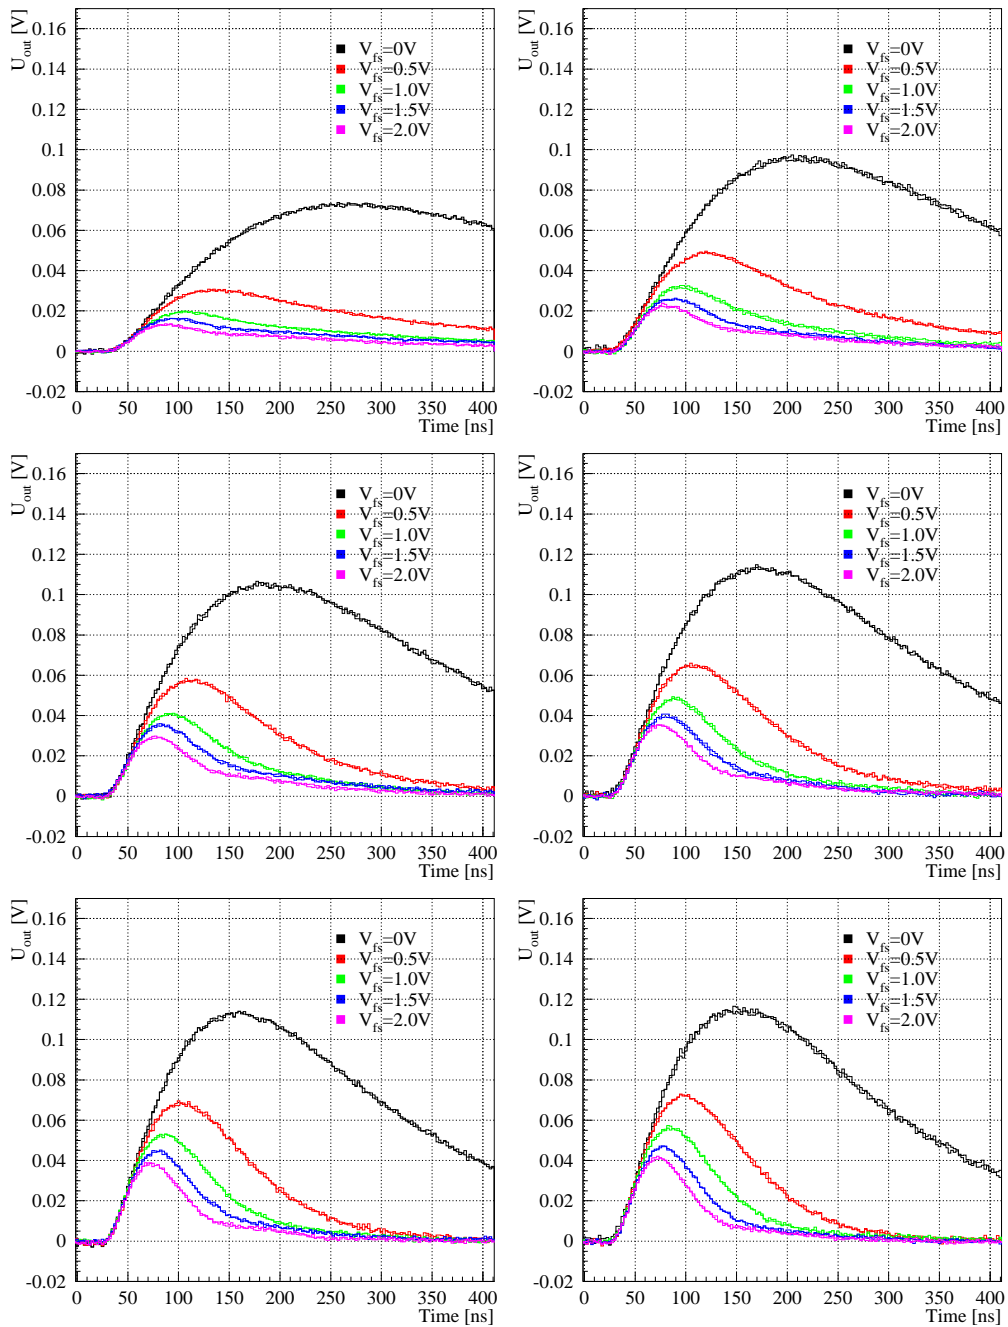 U_out [V]
0.16
0.14
0.12
0.1
0.08
0.06
0.04
0.02
0
-0.02
V_fs=0V
V_fs=0.5V
V_fs=1.0V
V_fs=1.5V
V_fs=2.0V
0 50 100 150 200 250 300 350 400
Time [ns]
U_out [V]
0.16
0.14
0.12
0.1
0.08
0.06
0.04
0.02
0
-0.02
V_fs=0V
V_fs=0.5V
V_fs=1.0V
V_fs=1.5V
V_fs=2.0V
0 50 100 150 200 250 300 350 400
Time [ns]
U_out [V]
0.16
0.14
0.12
0.1
0.08
0.06
0.04
0.02
0
-0.02
V_fs=0V
V_fs=0.5V
V_fs=1.0V
V_fs=1.5V
V_fs=2.0V
0 50 100 150 200 250 300 350 400
Time [ns]
U_out [V]
0.16
0.14
0.12
0.1
0.08
0.06
0.04
0.02
0
-0.02
V_fs=0V
V_fs=0.5V
V_fs=1.0V
V_fs=1.5V
V_fs=2.0V
0 50 100 150 200 250 300 350 400
Time [ns]
U_out [V]
0.16
0.14
0.12
0.1
0.08
0.06
0.04
0.02
0
-0.02
V_fs=0V
V_fs=0.5V
V_fs=1.0V
V_fs=1.5V
V_fs=2.0V
0 50 100 150 200 250 300 350 400
Time [ns]
U_out [V]
0.16
0.14
0.12
0.1
0.08
0.06
0.04
0.02
0
-0.02
V_fs=0V
V_fs=0.5V
V_fs=1.0V
V_fs=1.5V
V_fs=2.0V
0 50 100 150 200 250 300 350 400
Time [ns]